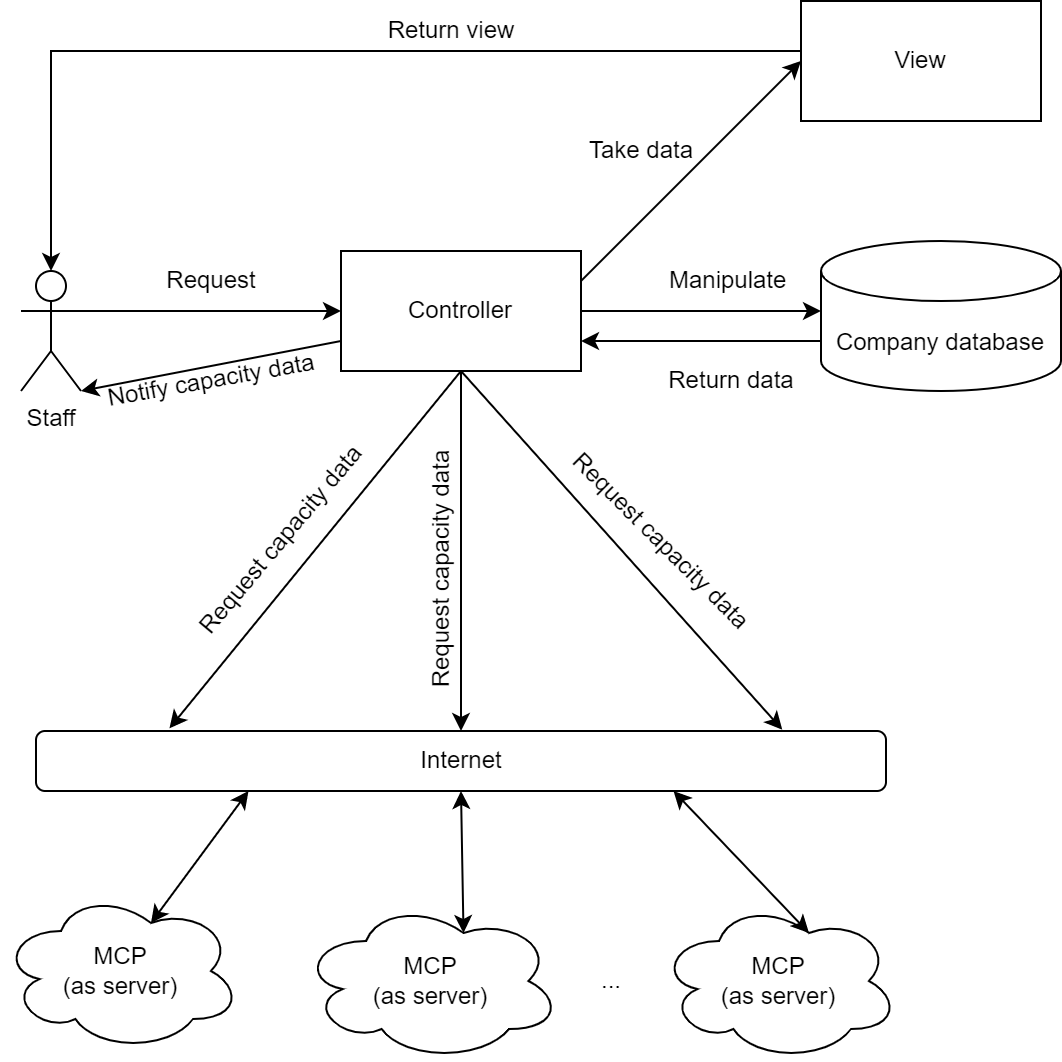 Return view
View
Take data
Request
Controller
Manipulate
Company database
Return data
Notify capacity data
Staff
Request capacity data
Request capacity data
Request capacity data
Internet
MCP
(as server)
MCP
(as server)
...
MCP
(as server)